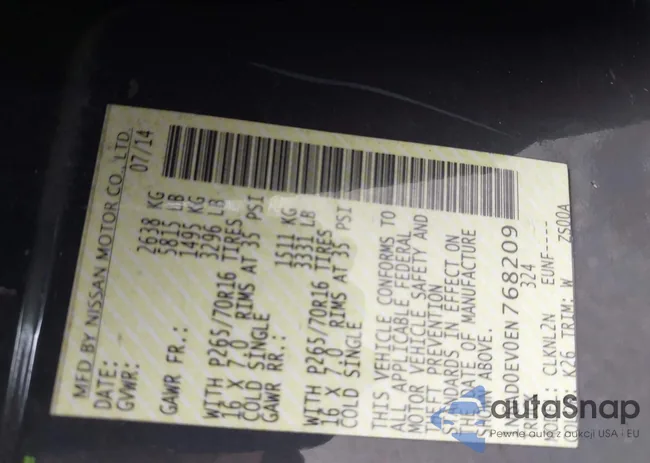 MFD BY NISSAN MOTOR CO., LTD.
DATE: 07/14
GVWR: 2638 KG
5815 LB
GAWR FR.: 1495 KG
3296 LB
WITH P265/70R16 TIRES
16 X 7.0 RIMS AT 35 PSI
COLD SINGLE
GAWR RR.: 1511 KG
3331 LB
WITH P265/70R16 TIRES
16 X 7.0 RIMS AT 35 PSI
COLD SINGLE
THIS VEHICLE CONFORMS TO
ALL APPLICABLE FEDERAL
MOTOR VEHICLE SAFETY AND
THEFT PREVENTION
STANDARDS IN EFFECT ON
THE DATE OF MANUFACTURE
SHOWN ABOVE.
1N6AD0EV0EN768209
324
MODEL: CLKNL2N EUNF----
K26 TRIM: W ZS00A
autaSnap
Pewne auta z aukcji USA i EU